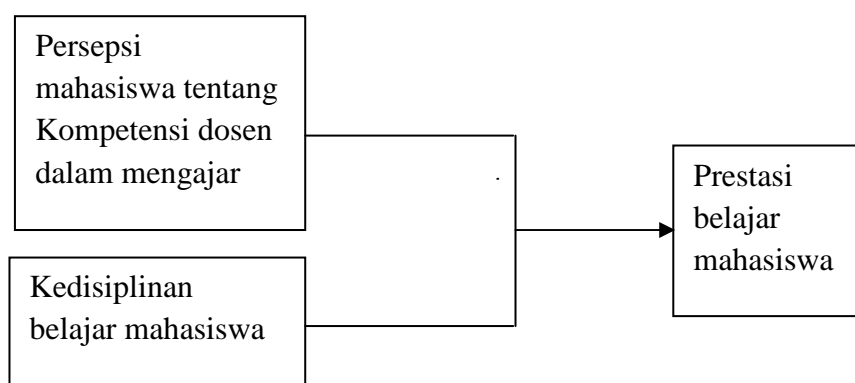 Persepsi
mahasiswa tentang
Kompetensi dosen
dalam mengajar
Kedisiplinan
belajar mahasiswa
Prestasi
belajar
mahasiswa